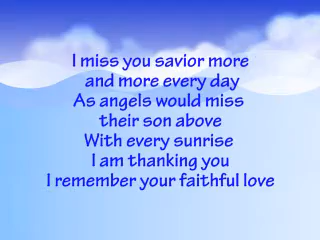 I miss you savior more
and more every day
As angels would miss
their son above
With every sunrise
I am thanking you
I remember your faithful love